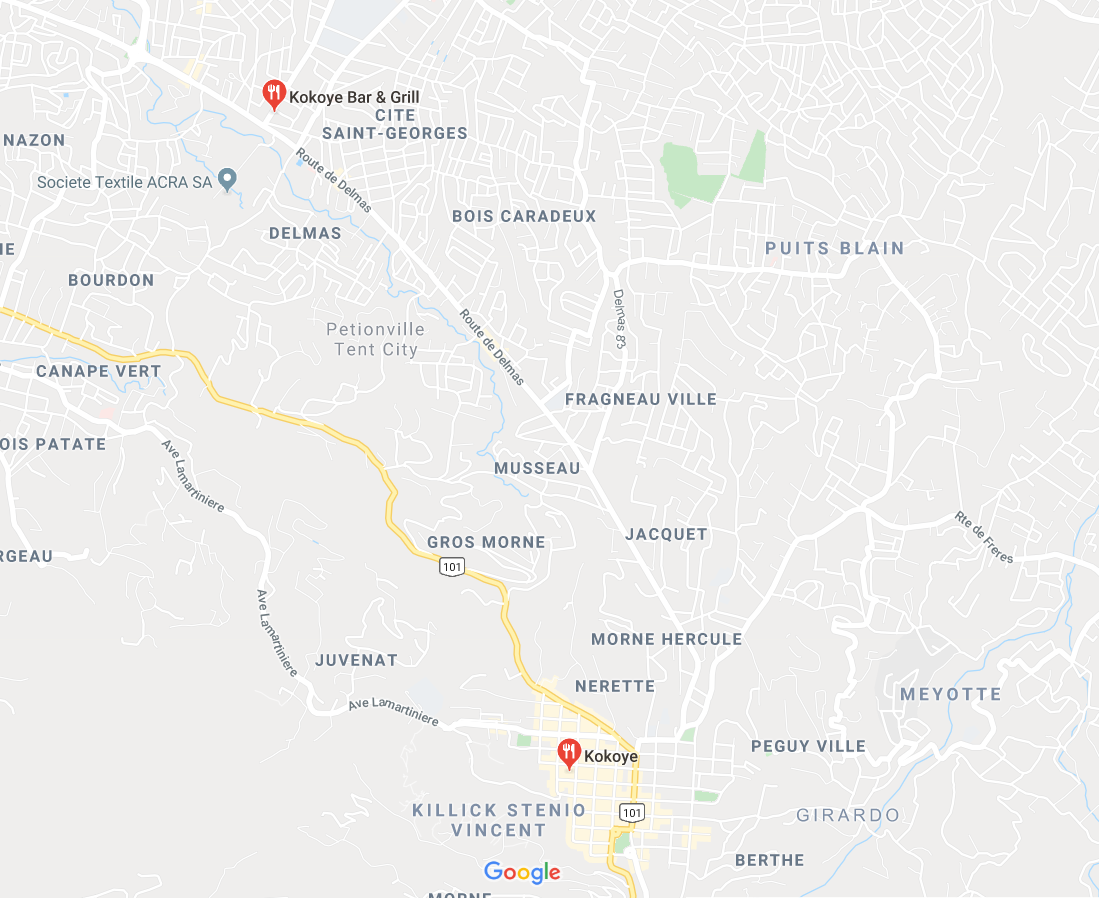 Kokoye Bar & Grill
CITE
SAINT-GEORGES
NAZON
Route de Delmas
Societe Textile ACRA SA
BOIS CARADEUX
DELMAS
PUITS BLAIN
BOURDON
Delmas 83
Petionville
Tent City
Route de Delmas
CANAPE VERT
FRAGNEAU VILLE
OIS PATATE
Ave Lamartiniere
MUSSEAU
JACQUET
Rte de Freres
GROS MORNE
RGEAU
101
Ave Lamartiniere
MORNE HERCULE
JUVENAT
NERETTE
MEYOTTE
Ave Lamartiniere
PEGUY VILLE
Kokoye
KILLICK STENIO
VINCENT
101
GIRARDO
BERTHE
Google
MORNE